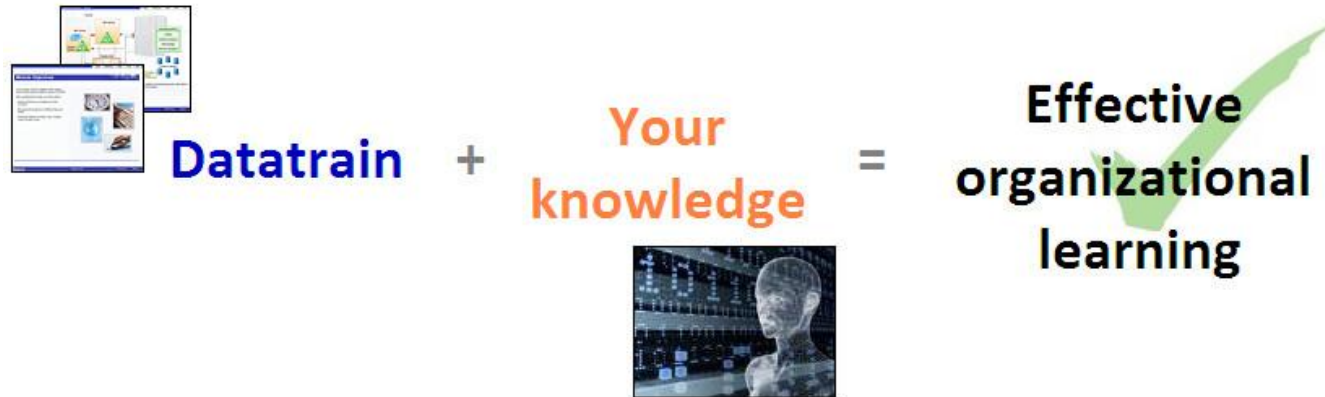 Datatrain
+
Your
knowledge
=
Effective
organizational
learning